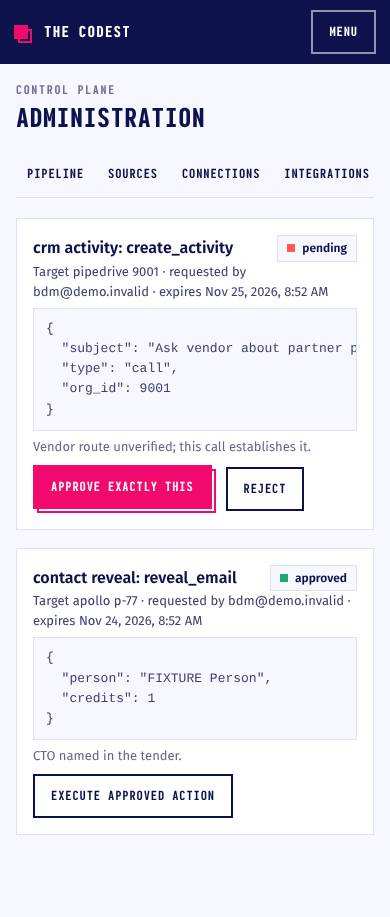 THE CODEST
MENU
CONTROL PLANE
ADMINISTRATION
PIPELINE SOURCES CONNECTIONS INTEGRATIONS
crm activity: create_activity
pending
Target pipedrive 9001 · requested by
bdm@demo.invalid · expires Nov 25, 2026, 8:52 AM
{
"subject": "Ask vendor about partner p
"type": "call",
"org_id": 9001
}
Vendor route unverified; this call establishes it.
APPROVE EXACTLY THIS
REJECT
contact reveal: reveal_email
approved
Target apollo p-77 · requested by bdm@demo.invalid ·
expires Nov 24, 2026, 8:52 AM
{
"person": "FIXTURE Person",
"credits": 1
}
CTO named in the tender.
EXECUTE APPROVED ACTION